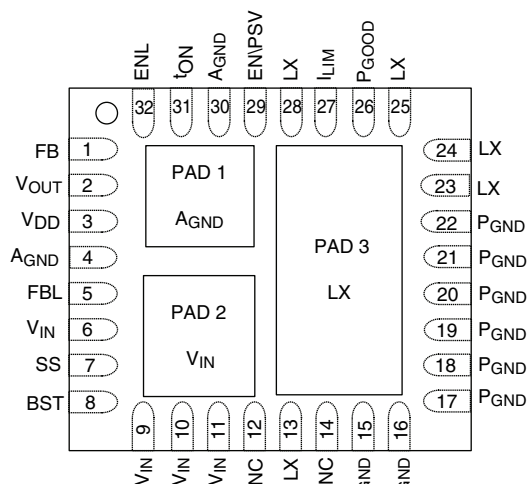 ENL tON AGND EN\PSV LX ILIM PGOOD LX
32 31 30 29 28 27 26 25
FB 1
VOUT 2
VDD 3
AGND 4
FBL 5
VIN 6
SS 7
BST 8
PAD 1
AGND
PAD 2
VIN
PAD 3
LX
24 LX
23 LX
22 PGND
21 PGND
20 PGND
19 PGND
18 PGND
17 PGND
9 10 11 12 13 14 15 16
VIN VIN VIN NC LX NC GND GND